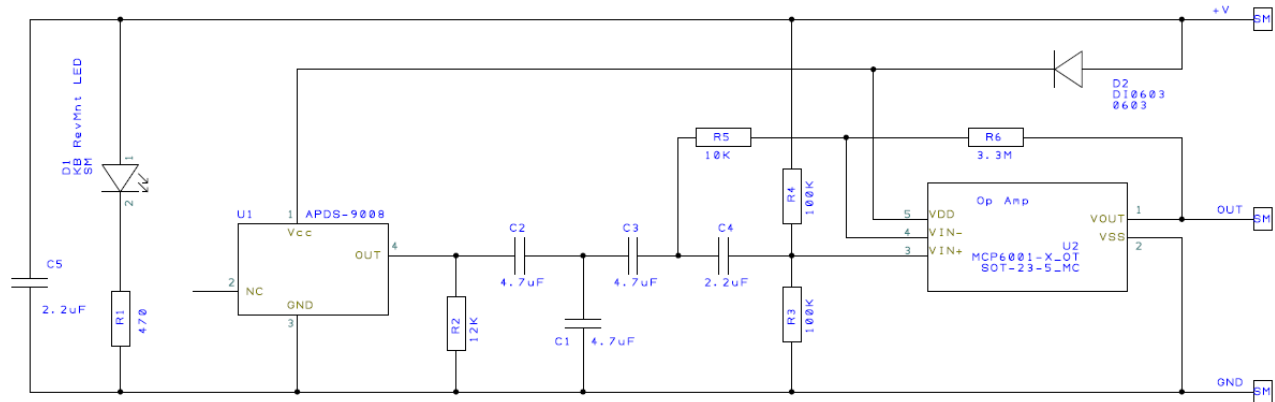 +V
SM
D1
KB RevMnt LED
SM
1
2
D2
DI0603
0603
R5
10K
R6
3.3M
R4
100K
U1
APDS-9008
1
Vcc
OUT
4
2
NC
GND
3
Op Amp
5
VDD
4
VIN-
3
VIN+
VOUT
1
VSS
2
U2
MCP6001-X_OT
SOT-23-5_MC
OUT
SM
C2
4.7uF
C3
4.7uF
C4
2.2uF
C5
2.2uF
R1
470
R2
12K
C1
4.7uF
R3
100K
GND
SM